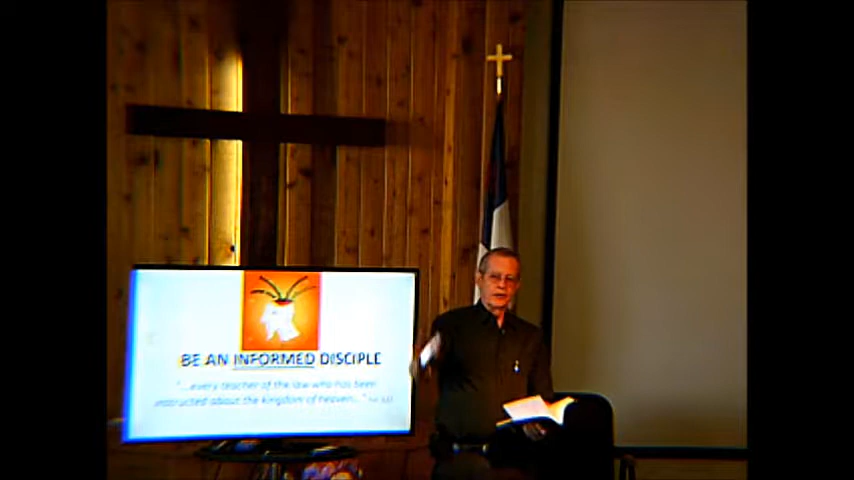 BE AN INFORMED DISCIPLE
"...every teacher of the law who has been
instructed about the kingdom of heaven..."